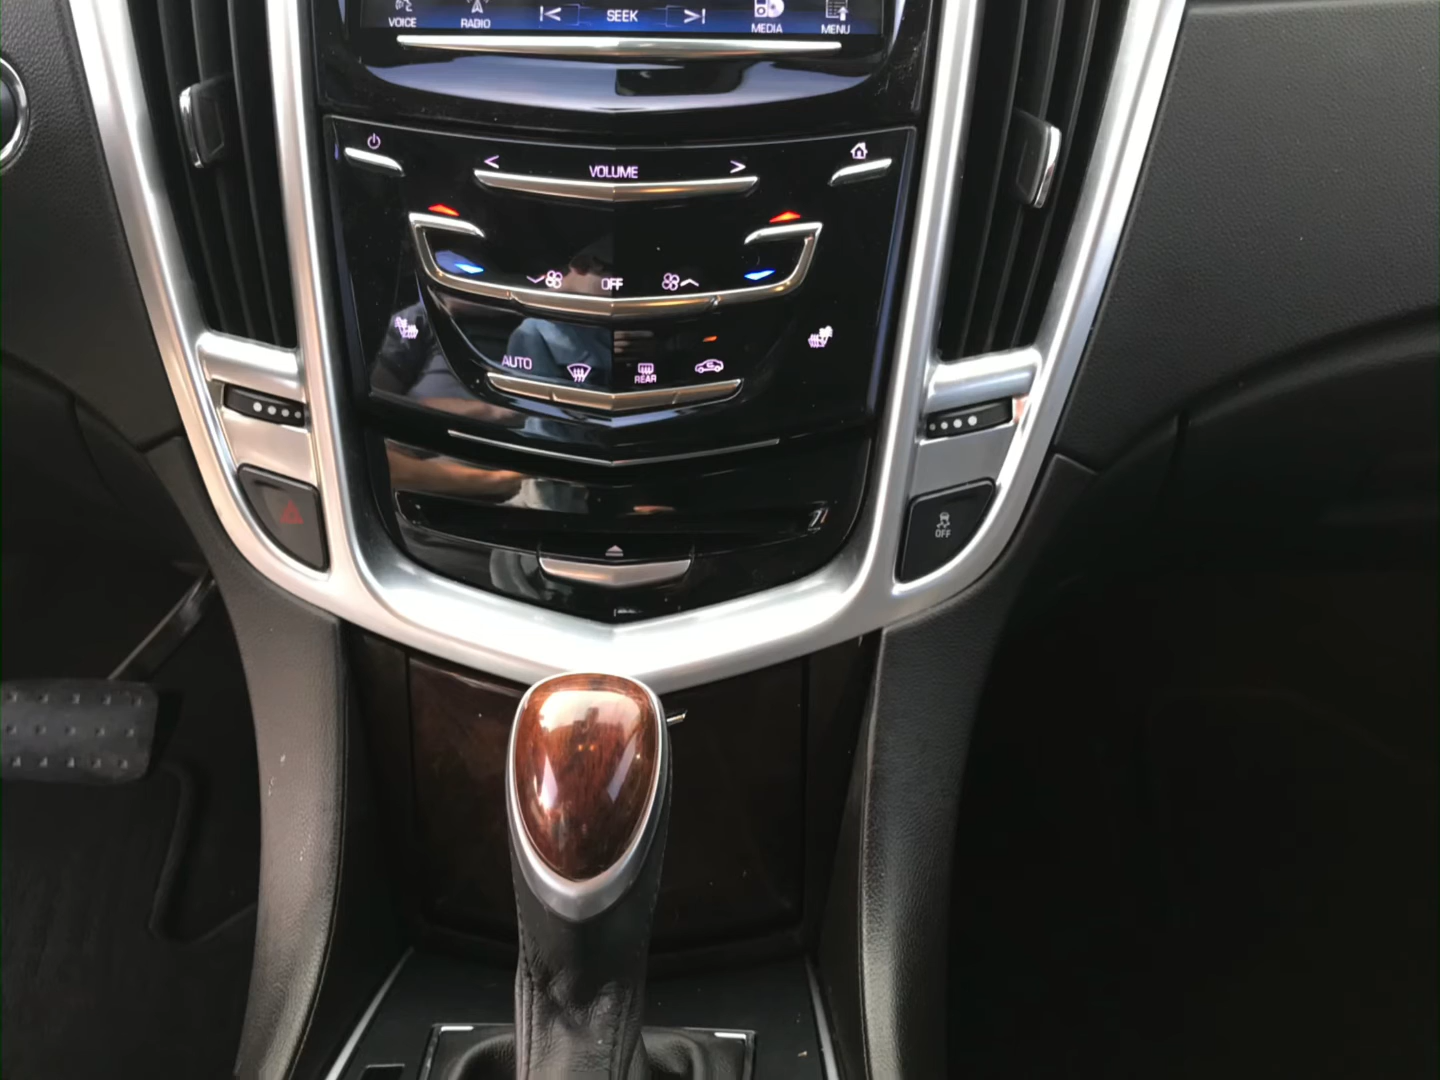 VOICE RADIO SEEK MEDIA MENU
VOLUME
OFF
AUTO
REAR
OFF